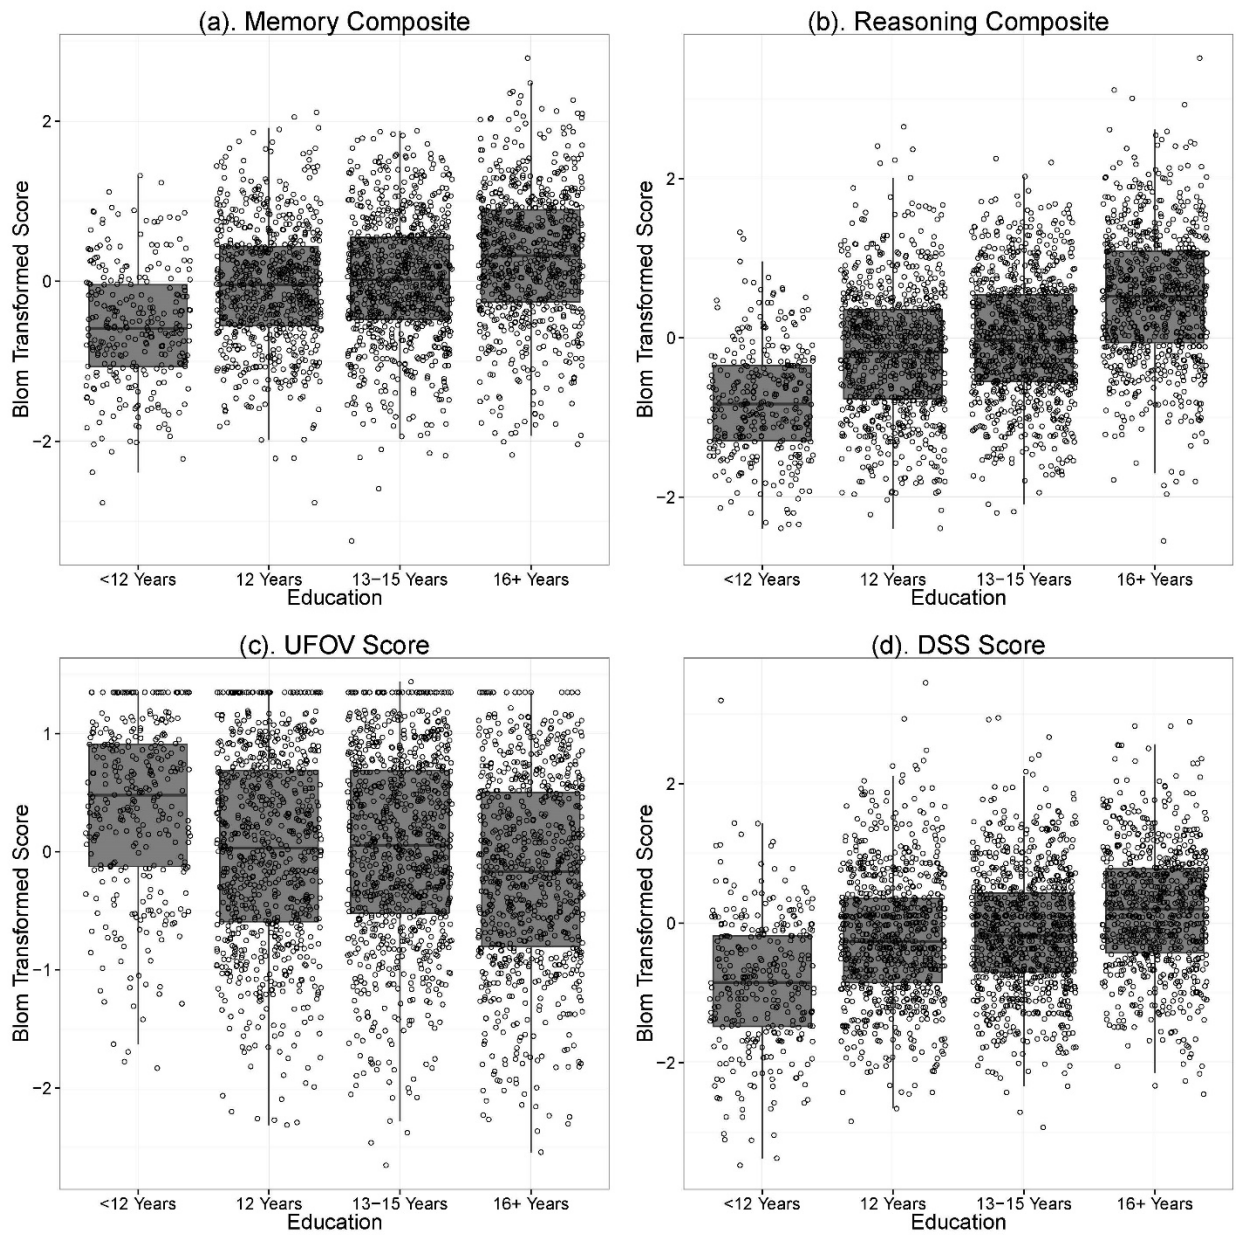 (a). Memory Composite
Blom Transformed Score
2
0
−2
<12 Years 12 Years 13−15 Years 16+ Years
Education
(b). Reasoning Composite
Blom Transformed Score
2
0
−2
<12 Years 12 Years 13−15 Years 16+ Years
Education
(c). UFOV Score
Blom Transformed Score
1
0
−1
−2
<12 Years 12 Years 13−15 Years 16+ Years
Education
(d). DSS Score
Blom Transformed Score
2
0
−2
<12 Years 12 Years 13−15 Years 16+ Years
Education